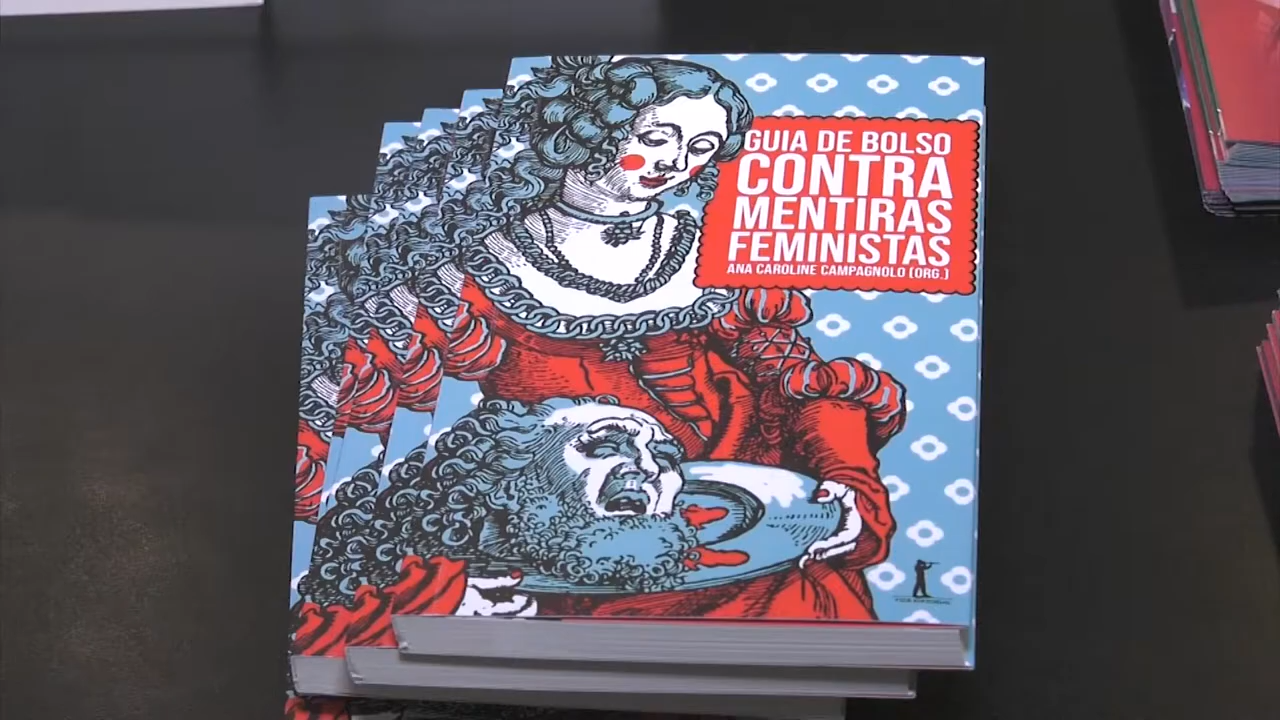 GUIA DE BOLSO
CONTRA
MENTIRAS
FEMINISTAS
ANA CAROLINE CAMPAGNOLO (ORG.)